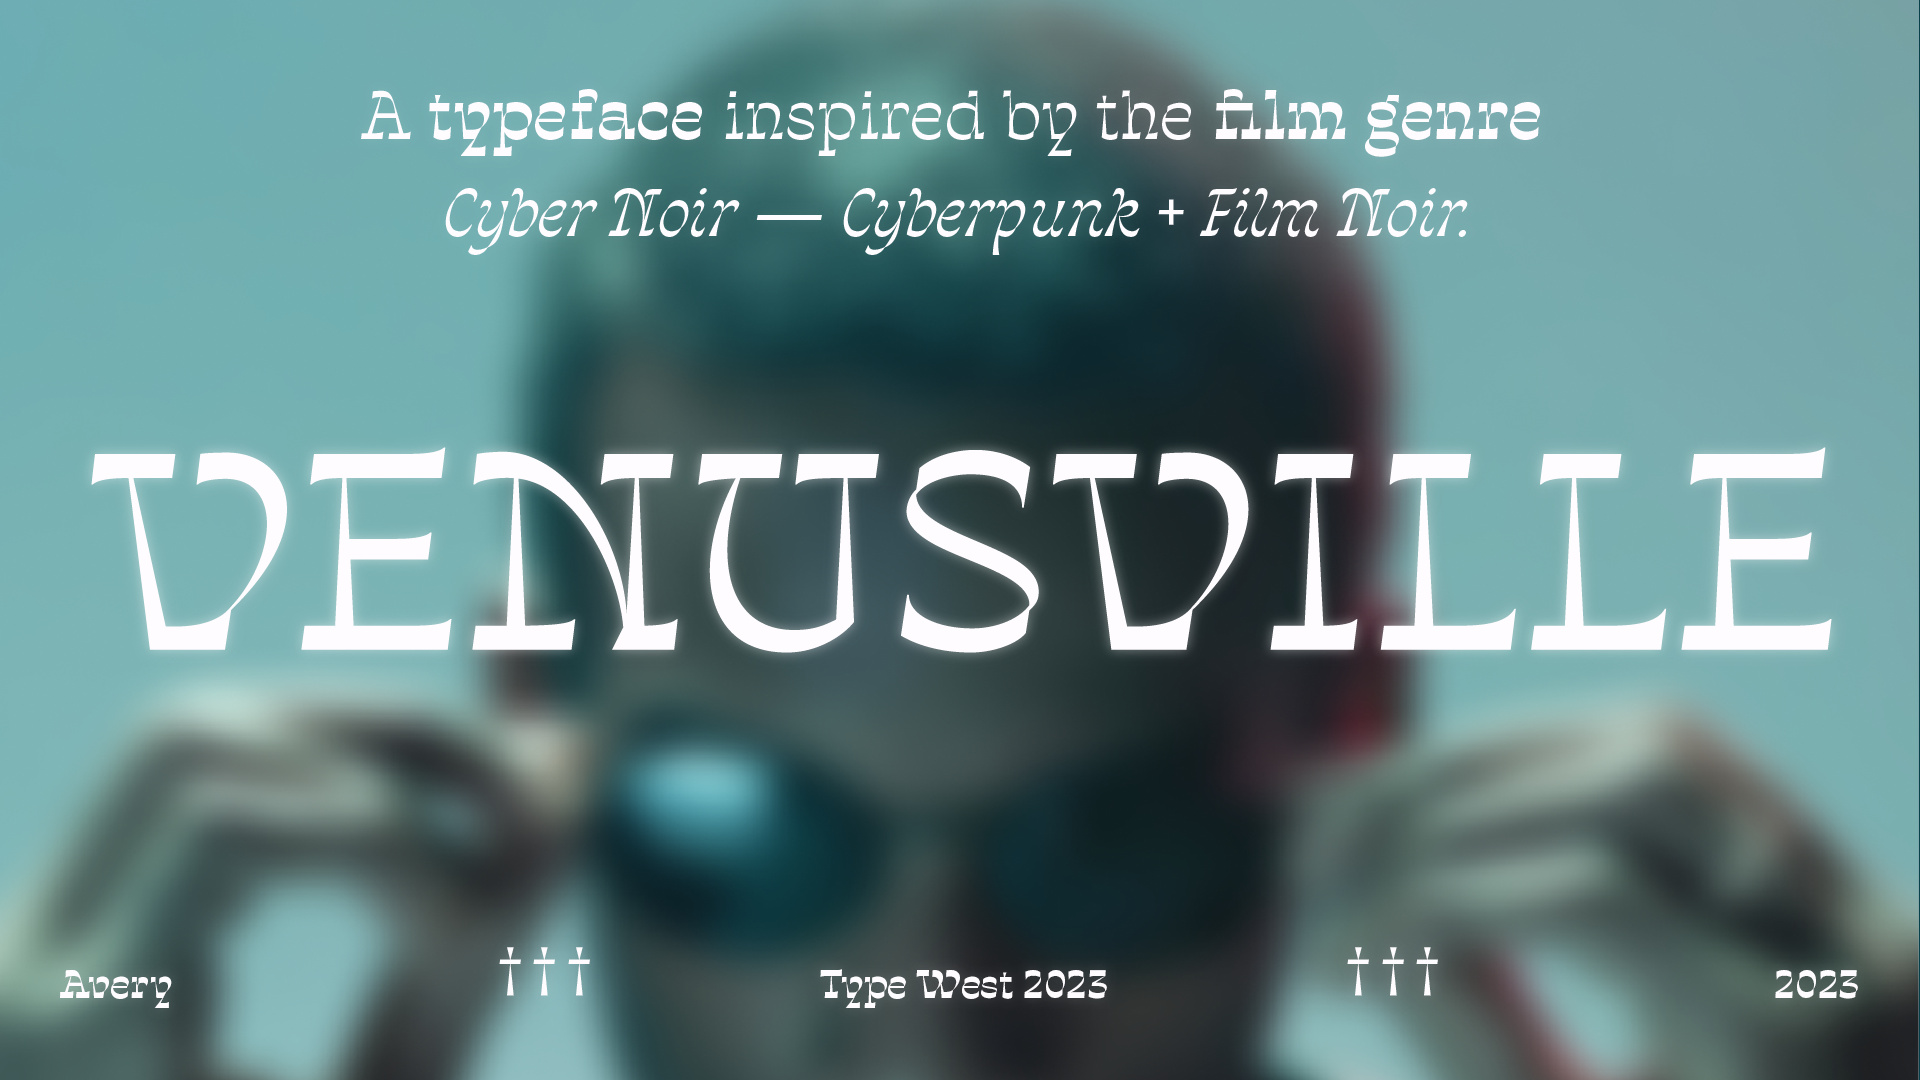 A typeface inspired by the film genre
Cyber Noir — Cyberpunk + Film Noir.
VENUSVILLE
Avery ††† Type West 2023 ††† 2023